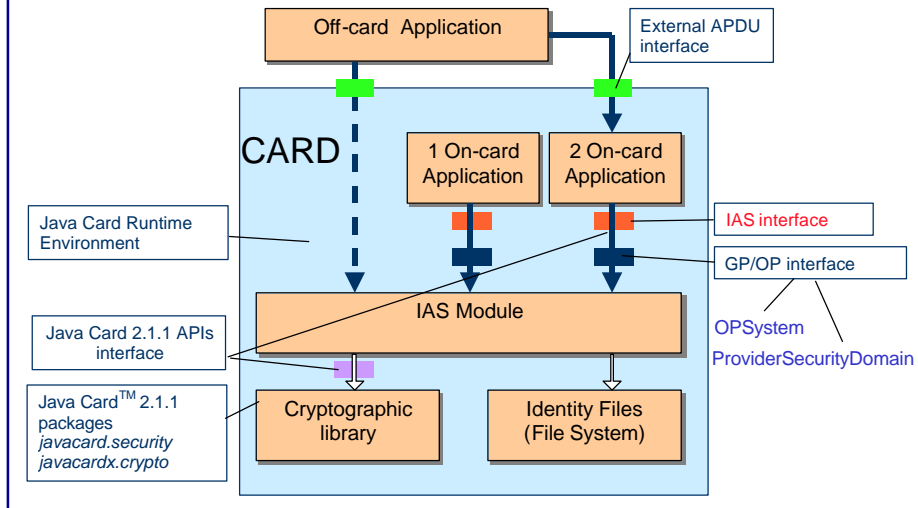 Off-card Application
External APDU
interface
CARD
1 On-card
Application
2 On-card
Application
Java Card Runtime
Environment
IAS interface
GP/OP interface
IAS Module
OPSystem
ProviderSecurityDomain
Java Card 2.1.1 APIs
interface
Java Card™ 2.1.1
packages
javacard.security
javacardx.crypto
Cryptographic
library
Identity Files
(File System)